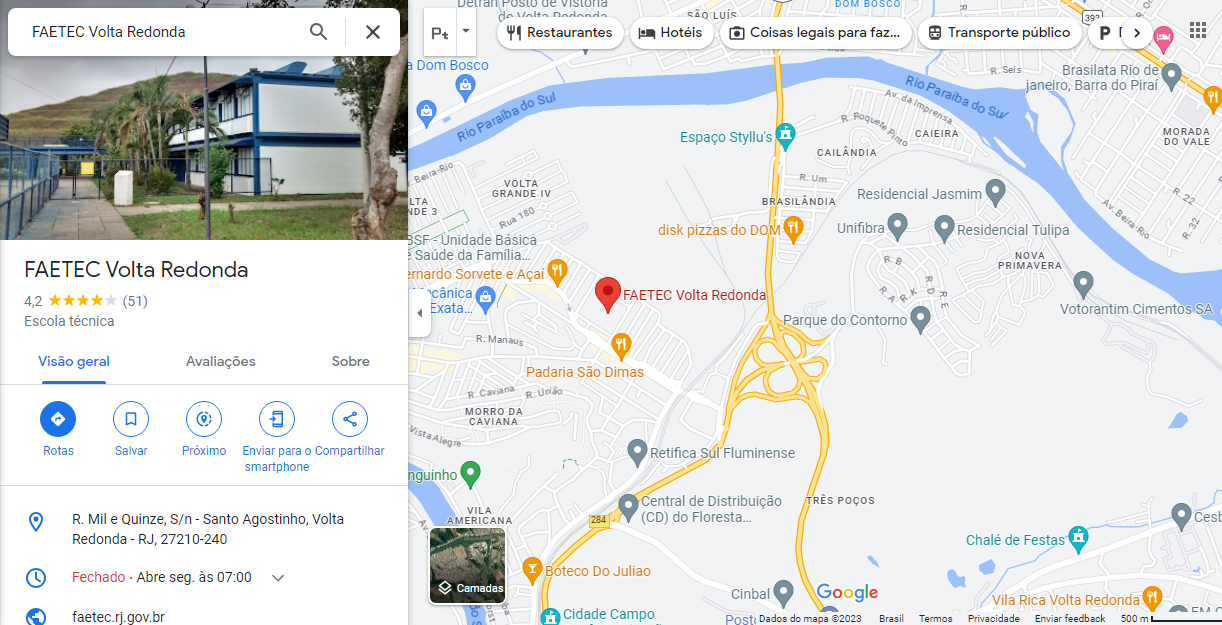 FAETEC Volta Redonda
FAETEC Volta Redonda
4,2
(51)
Escola técnica
Visão geral
Avaliações
Sobre
Rotas
Salvar
Próximo
Enviar para o
smartphone
Compartilhar
R. Mil e Quinze, S/n - Santo Agostinho, Volta
Redonda - RJ, 27210-240
Fechado · Abre seg. às 07:00
faetec.rj.gov.br
Detran Posto de Vistoria
de Volta Redonda
DOM BOSCO
SÃO LUÍS
393
Restaurantes
Hotéis
Coisas legais para faz...
Transporte público
P
a Dom Bosco
Rio Paraíba do Sul
Rio Paraíba do Sul
R. Seis
Brasilata Rio de
janeiro, Barra do Piraí
Av. da Imprensa
R. Roquete Pinto
CAIEIRA
MORADA
DO VALE
Espaço Styllu's
CAILÂNDIA
Beira-Rio
VOLTA
GRANDE IV
R. Um
LTA
DE 3
Rua 180
BRASILÂNDIA
Residencial Jasmim
R. 22
R. 32
Av. Beira-Rio
disk pizzas do DOM
Unifibra
Residencial Tulipa
BSF - Unidade Básica
e Saúde da Família...
NOVA
PRIMAVERA
ernardo Sorvete e Açaí
R. B
R. D
R. E
R. A
R. K
ecânica
Exata...
FAETEC Volta Redonda
Parque do Contorno
Votorantim Cimentos SA
R. Manaus
Padaria São Dimas
R. Caviana
R. União
MORRO DA
CAVIANA
Vista Alegre
Retífica Sul Fluminense
nguinho
VILA
AMERICANA
Central de Distribuição
(CD) do Floresta...
284
TRÊS POÇOS
Cesb
Chalé de Festas
Camadas
Boteco Do Juliao
Cinbal
Google
Vila Rica Volta Redonda
Cidade Campo
Posto
Dados do mapa ©2023
Brasil
Termos
Privacidade
Enviar feedback
500 m